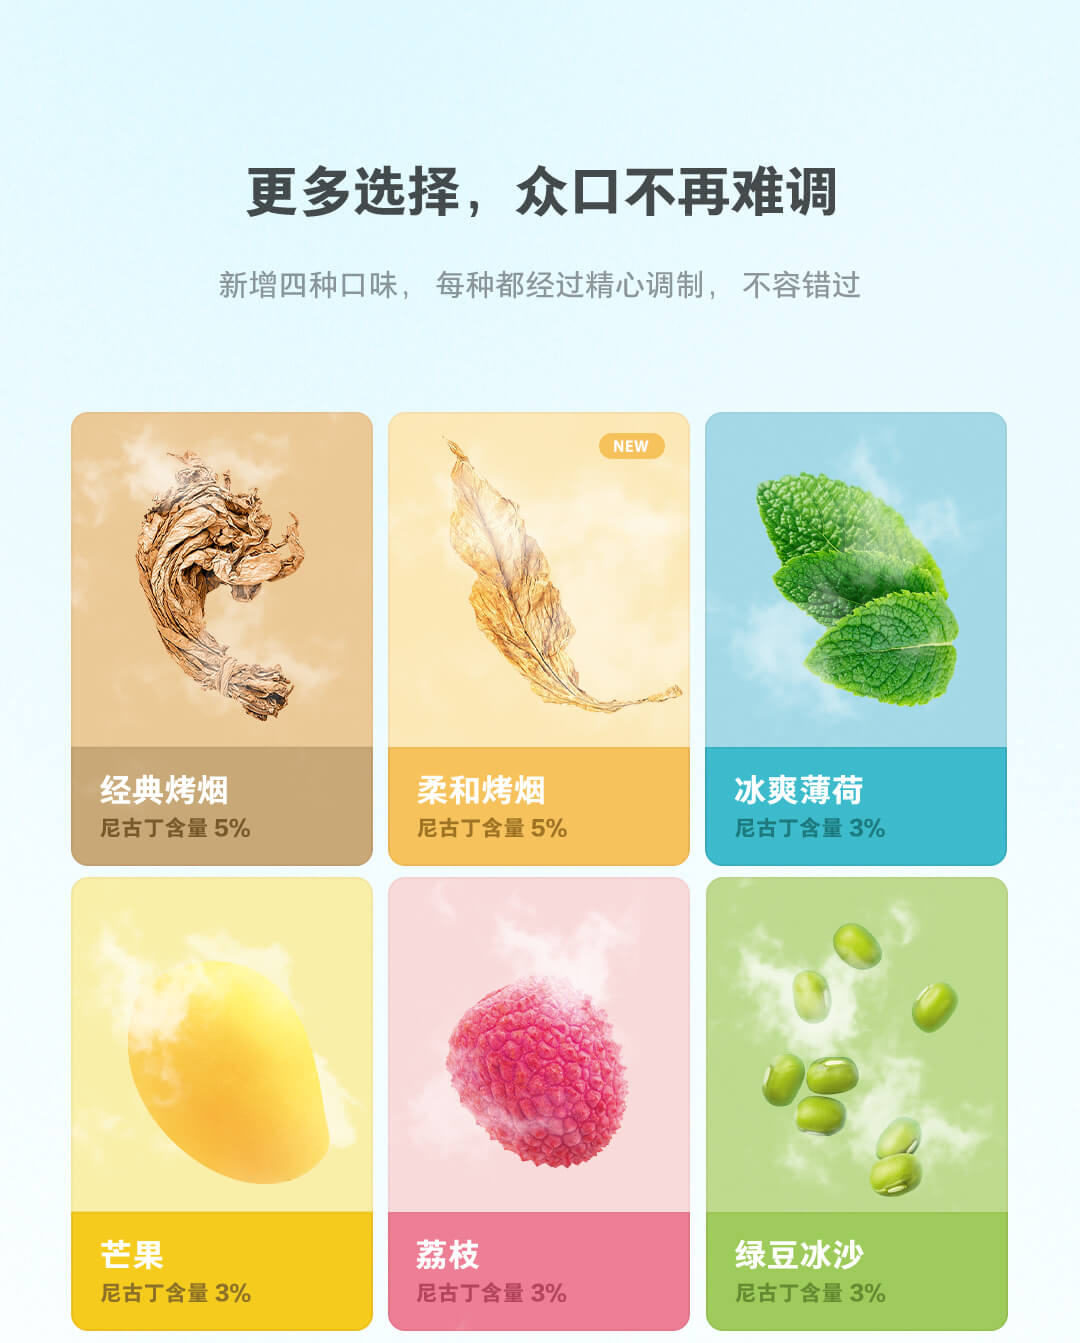 更多选择，众口不再难调
新增四种口味， 每种都经过精心调制， 不容错过
NEW
经典烤烟
尼古丁含量 5%
柔和烤烟
尼古丁含量 5%
冰爽薄荷
尼古丁含量 3%
芒果
尼古丁含量 3%
荔枝
尼古丁含量 3%
绿豆冰沙
尼古丁含量 3%